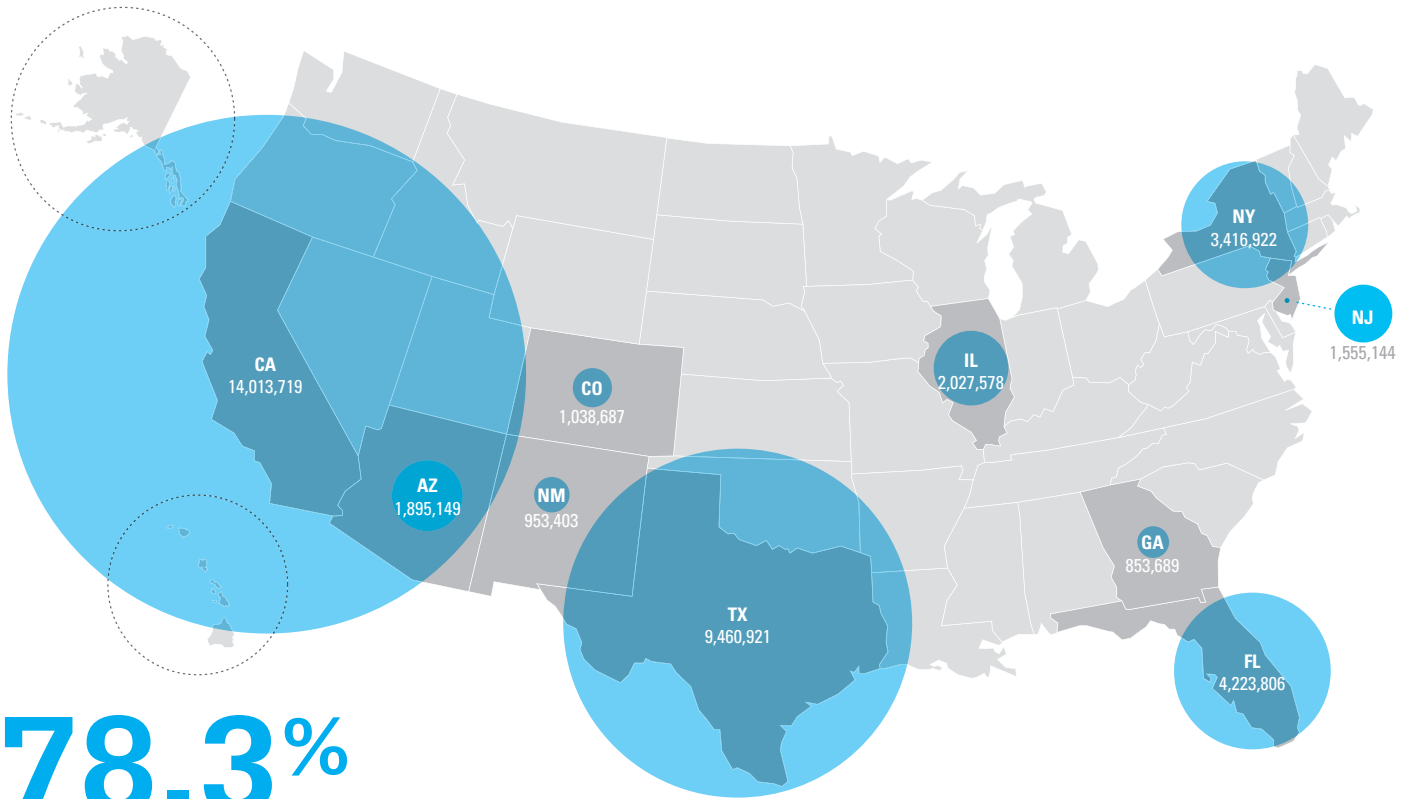 NY
3,416,922
NJ
1,555,144
CA
14,013,719
IL
2,027,578
CO
1,038,687
AZ
1,895,149
NM
953,403
GA
853,689
TX
9,460,921
FL
4,223,806
78.3%